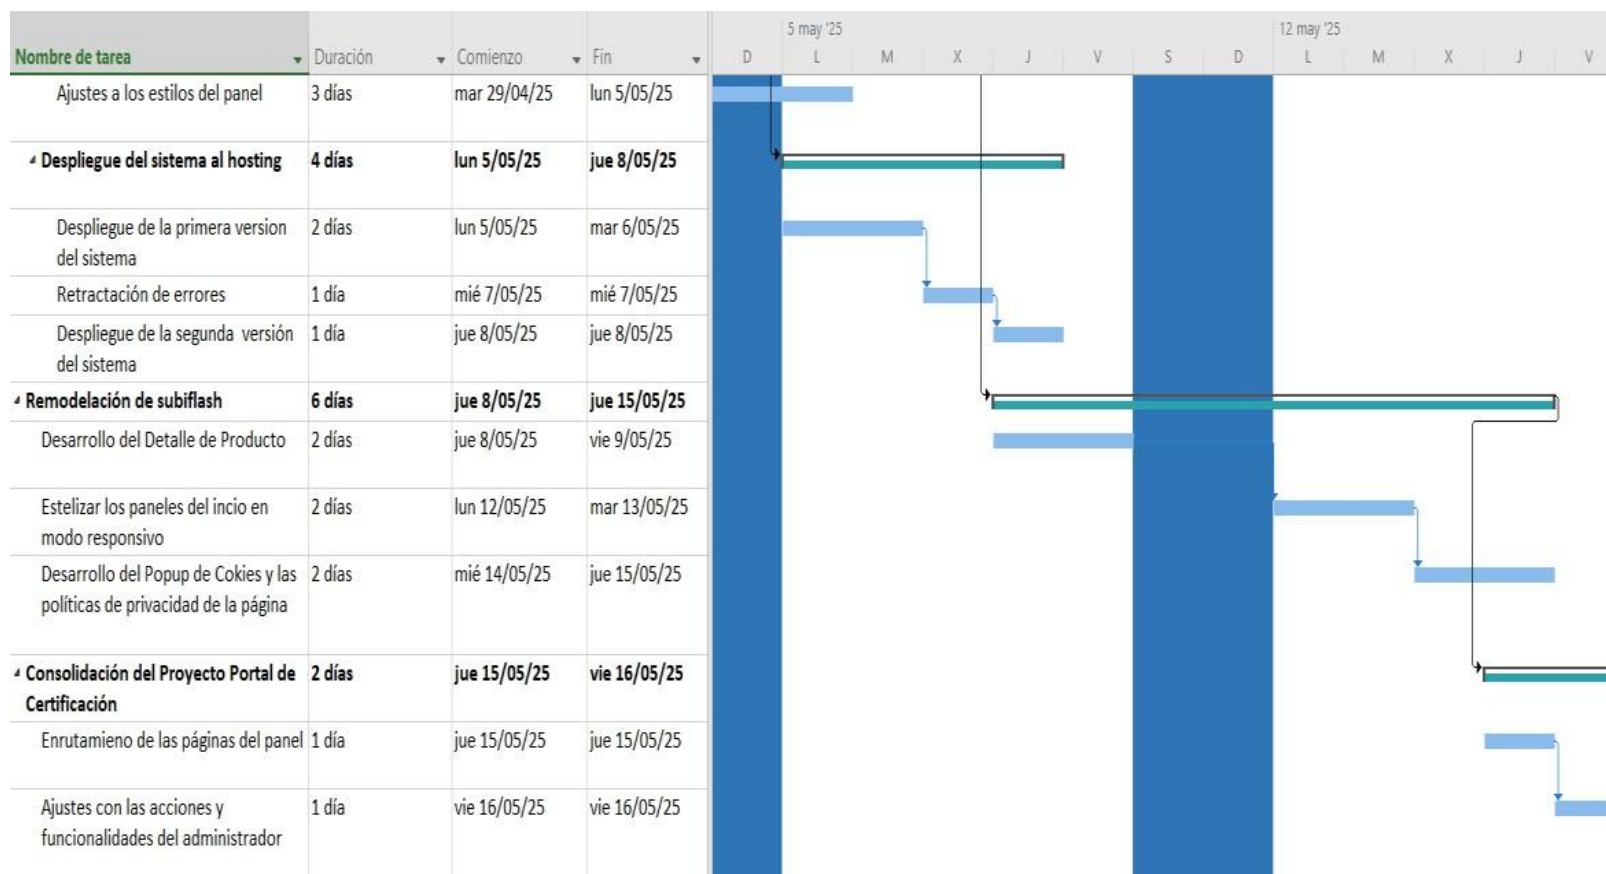 5 may '25 12 may '25
Nombre de tarea Duración Comienzo Fin D L M X J V S D L M X J V
Ajustes a los estilos del panel 3 días mar 29/04/25 lun 5/05/25
Despliegue del sistema al hosting 4 días lun 5/05/25 jue 8/05/25
Despliegue de la primera version 2 días lun 5/05/25 mar 6/05/25
del sistema
Retractación de errores 1 día mié 7/05/25 mié 7/05/25
Despliegue de la segunda versión 1 día jue 8/05/25 jue 8/05/25
del sistema
Remodelación de subiflash 6 días jue 8/05/25 jue 15/05/25
Desarrollo del Detalle de Producto 2 días jue 8/05/25 vie 9/05/25
Estelizar los paneles del incio en 2 días lun 12/05/25 mar 13/05/25
modo responsivo
Desarrollo del Popup de Cokies y las 2 días mié 14/05/25 jue 15/05/25
políticas de privacidad de la página
Consolidación del Proyecto Portal de 2 días jue 15/05/25 vie 16/05/25
Certificación
Enrutamieno de las páginas del panel 1 día jue 15/05/25 jue 15/05/25
Ajustes con las acciones y 1 día vie 16/05/25 vie 16/05/25
funcionalidades del administrador